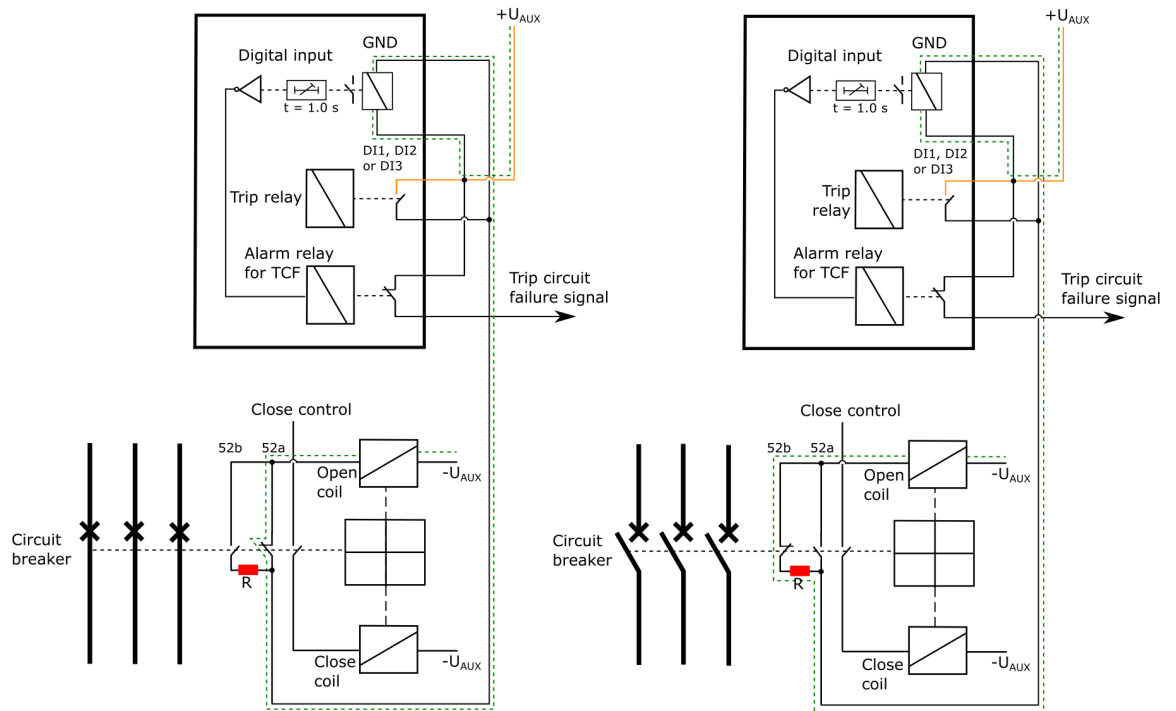 +UAUX
GND
Digital input
t = 1.0 s
DI1, DI2
or DI3
Trip relay
Alarm relay
for TCF
Trip circuit
failure signal
Close control
52b
52a
Open
coil
-UAUX
Circuit
breaker
R
Close
coil
-UAUX
+UAUX
GND
Digital input
t = 1.0 s
DI1, DI2
or DI3
Trip
relay
Alarm relay
for TCF
Trip circuit
failure signal
Close control
52b
52a
Open
coil
-UAUX
Circuit
breaker
R
Close
coil
-UAUX